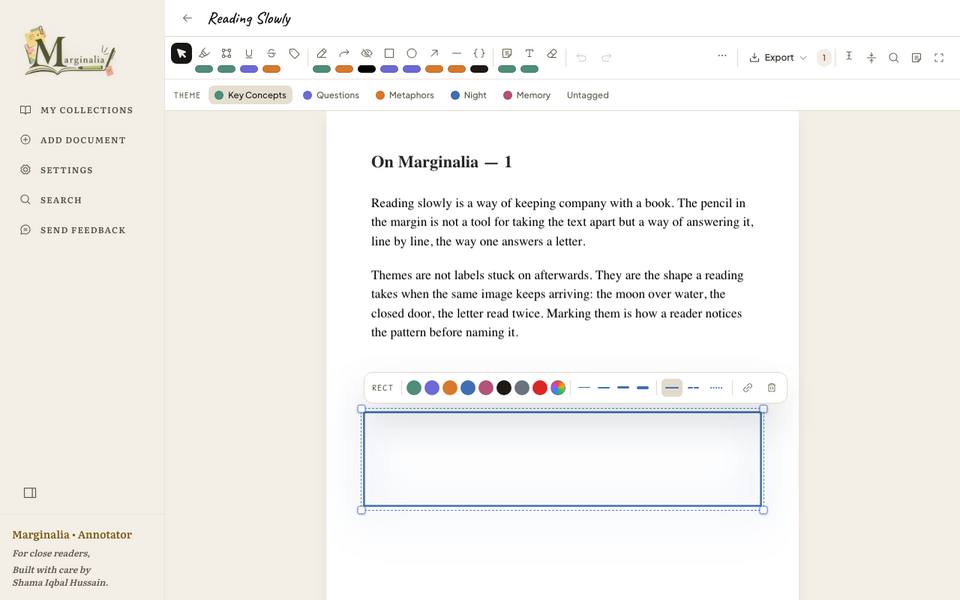 Marginalia
MY COLLECTIONS
ADD DOCUMENT
SETTINGS
SEARCH
SEND FEEDBACK
Marginalia • Annotator
For close readers,
Built with care by
Shama Iqbal Hussain.
Reading Slowly
Export
1
THEME
Key Concepts
Questions
Metaphors
Night
Memory
Untagged
On Marginalia — 1
Reading slowly is a way of keeping company with a book. The pencil in
the margin is not a tool for taking the text apart but a way of answering it,
line by line, the way one answers a letter.
Themes are not labels stuck on afterwards. They are the shape a reading
takes when the same image keeps arriving: the moon over water, the
closed door, the letter read twice. Marking them is how a reader notices
the pattern before naming it.
RECT